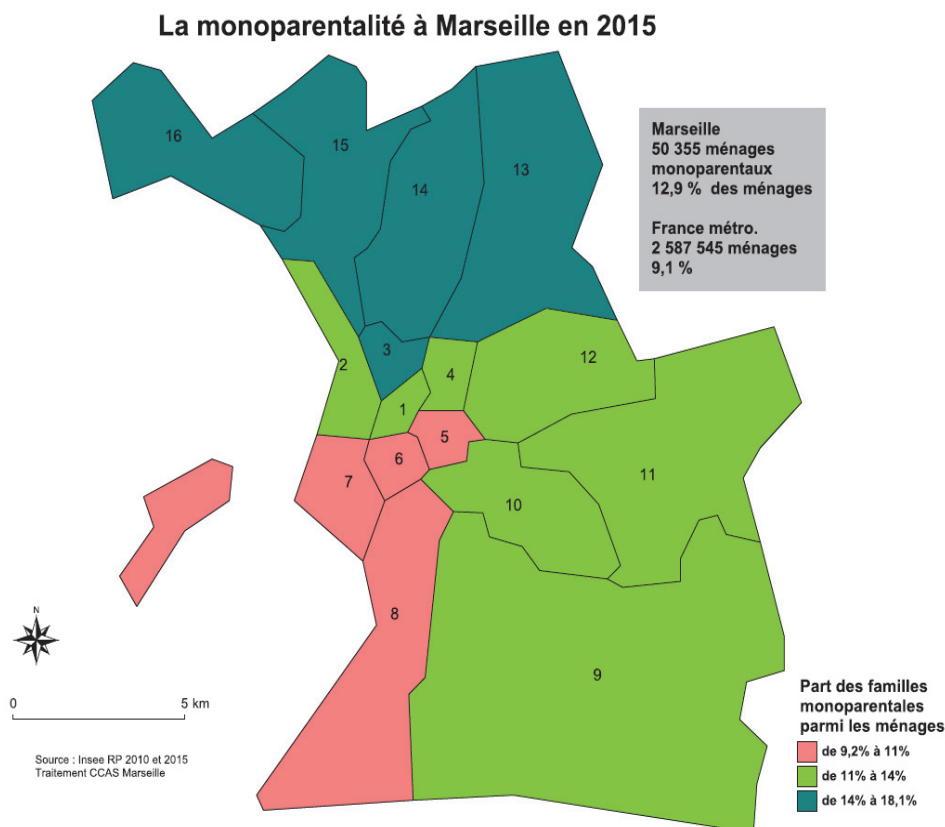 La monoparentalité à Marseille en 2015
Marseille
50 355 ménages
monoparentaux
12,9 % des ménages
France métro.
2 587 545 ménages
9,1 %
16
15
14
13
3
2
4
12
1
5
6
7
10
11
8
9
N
0 5 km
Source : Insee RP 2010 et 2015
Traitement CCAS Marseille
Part des familles
monoparentales
parmi les ménages
de 9,2% à 11%
de 11% à 14%
de 14% à 18,1%